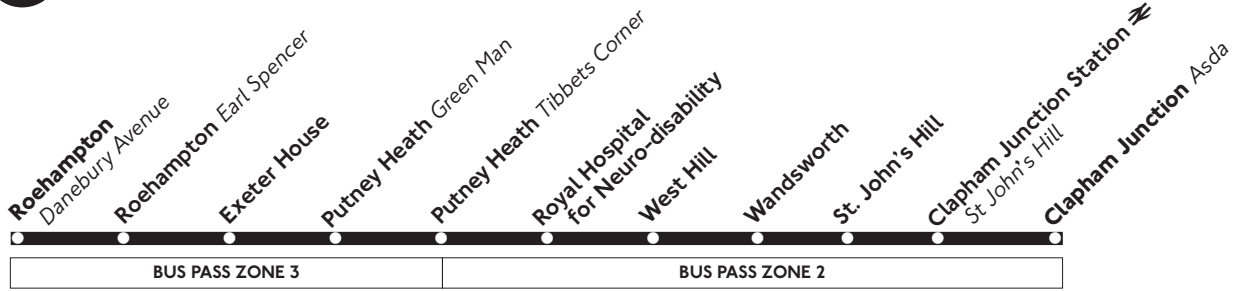 Roehampton
Danebury Avenue
Roehampton Earl Spencer
Exeter House
Putney Heath Green Man
Putney Heath Tibbets Corner
Royal Hospital
for Neuro-disability
West Hill
Wandsworth
St. John's Hill
Clapham Junction Station
St John's Hill
Clapham Junction Asda
BUS PASS ZONE 3
BUS PASS ZONE 2